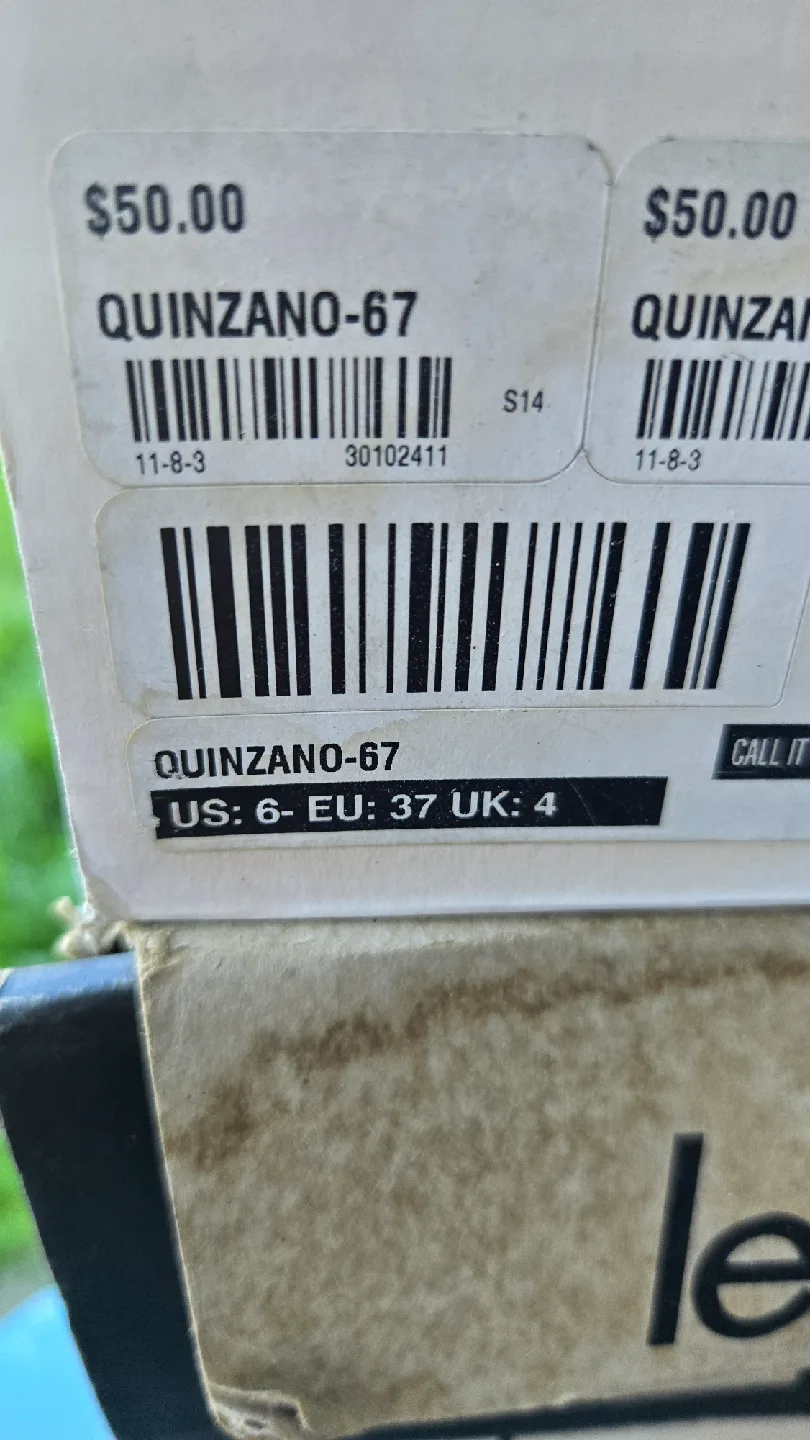 $50.00
QUINZANO-67
S14
11-8-3 30102411
$50.00
QUINZAN
11-8-3
QUINZANO-67
CALL IT
US: 6- EU: 37 UK: 4
le